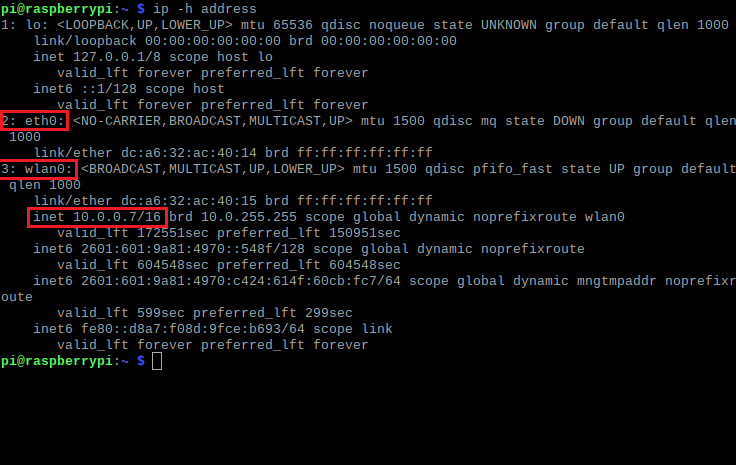 pi@raspberrypi:~ $ ip -h address
1: lo: <LOOPBACK,UP,LOWER_UP> mtu 65536 qdisc noqueue state UNKNOWN group default qlen 1000
    link/loopback 00:00:00:00:00:00 brd 00:00:00:00:00:00
    inet 127.0.0.1/8 scope host lo
       valid_lft forever preferred_lft forever
    inet6 ::1/128 scope host
       valid_lft forever preferred_lft forever
2: eth0: <NO-CARRIER,BROADCAST,MULTICAST,UP> mtu 1500 qdisc mq state DOWN group default qlen
 1000
    link/ether dc:a6:32:ac:40:14 brd ff:ff:ff:ff:ff:ff
3: wlan0: <BROADCAST,MULTICAST,UP,LOWER_UP> mtu 1500 qdisc pfifo_fast state UP group default
 qlen 1000
    link/ether dc:a6:32:ac:40:15 brd ff:ff:ff:ff:ff:ff
    inet 10.0.0.7/16 brd 10.0.255.255 scope global dynamic noprefixroute wlan0
       valid_lft 172551sec preferred_lft 150951sec
    inet6 2601:601:9a81:4970::548f/128 scope global dynamic noprefixroute
       valid_lft 604548sec preferred_lft 604548sec
    inet6 2601:601:9a81:4970:c424:614f:60cb:fc7/64 scope global dynamic mngtmpaddr noprefixr
oute
       valid_lft 599sec preferred_lft 299sec
    inet6 fe80::d8a7:f08d:9fce:b693/64 scope link
       valid_lft forever preferred_lft forever
pi@raspberrypi:~ $